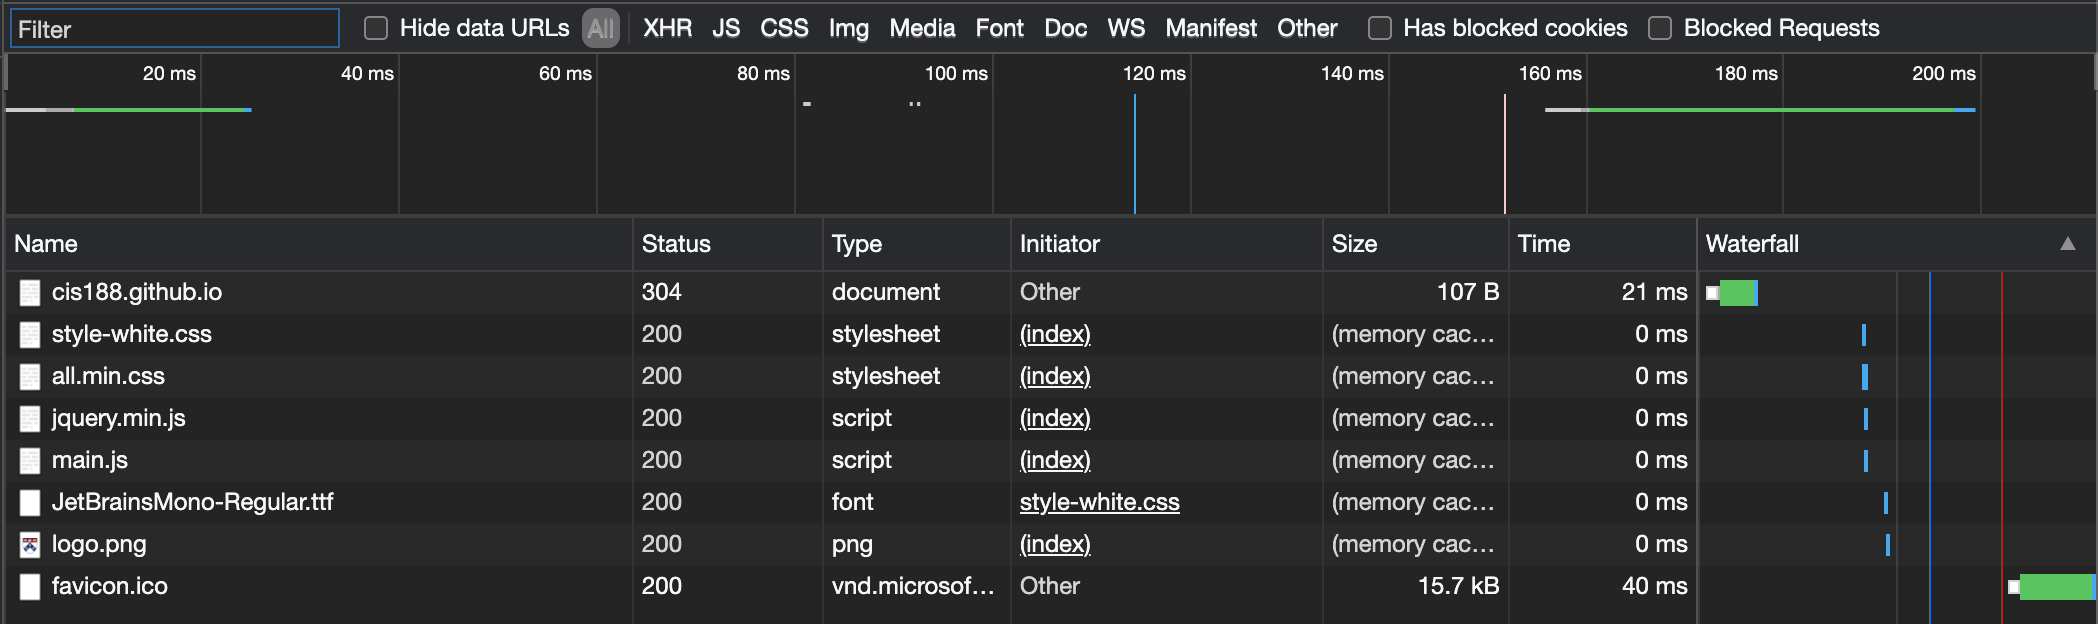 Filter Hide data URLs All XHR JS CSS Img Media Font Doc WS Manifest Other Has blocked cookies Blocked Requests
20 ms 40 ms 60 ms 80 ms 100 ms 120 ms 140 ms 160 ms 180 ms 200 ms
Name Status Type Initiator Size Time Waterfall
cis188.github.io 304 document Other 107 B 21 ms
style-white.css 200 stylesheet (index) (memory cac... 0 ms
all.min.css 200 stylesheet (index) (memory cac... 0 ms
jquery.min.js 200 script (index) (memory cac... 0 ms
main.js 200 script (index) (memory cac... 0 ms
JetBrainsMono-Regular.ttf 200 font style-white.css (memory cac... 0 ms
logo.png 200 png (index) (memory cac... 0 ms
favicon.ico 200 vnd.microsof... Other 15.7 kB 40 ms